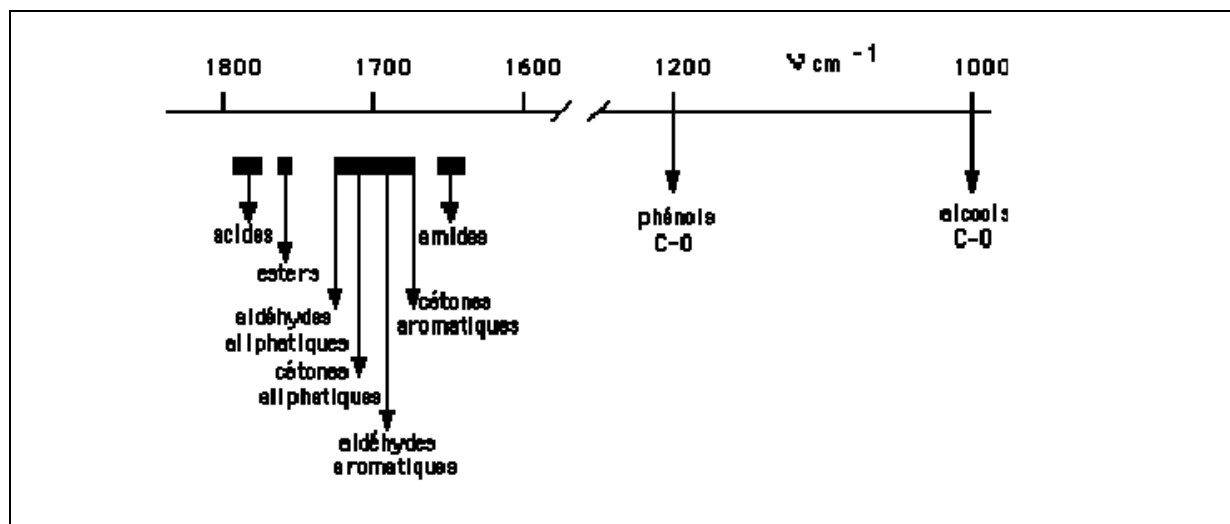 1800 1700 1600 1200 ν cm⁻¹ 1000
acides
esters
amides
phénols
C-O
alcools
C-O
aldéhydes
aliphatiques
cétones
aromatiques
cétones
aliphatiques
aldéhydes
aromatiques